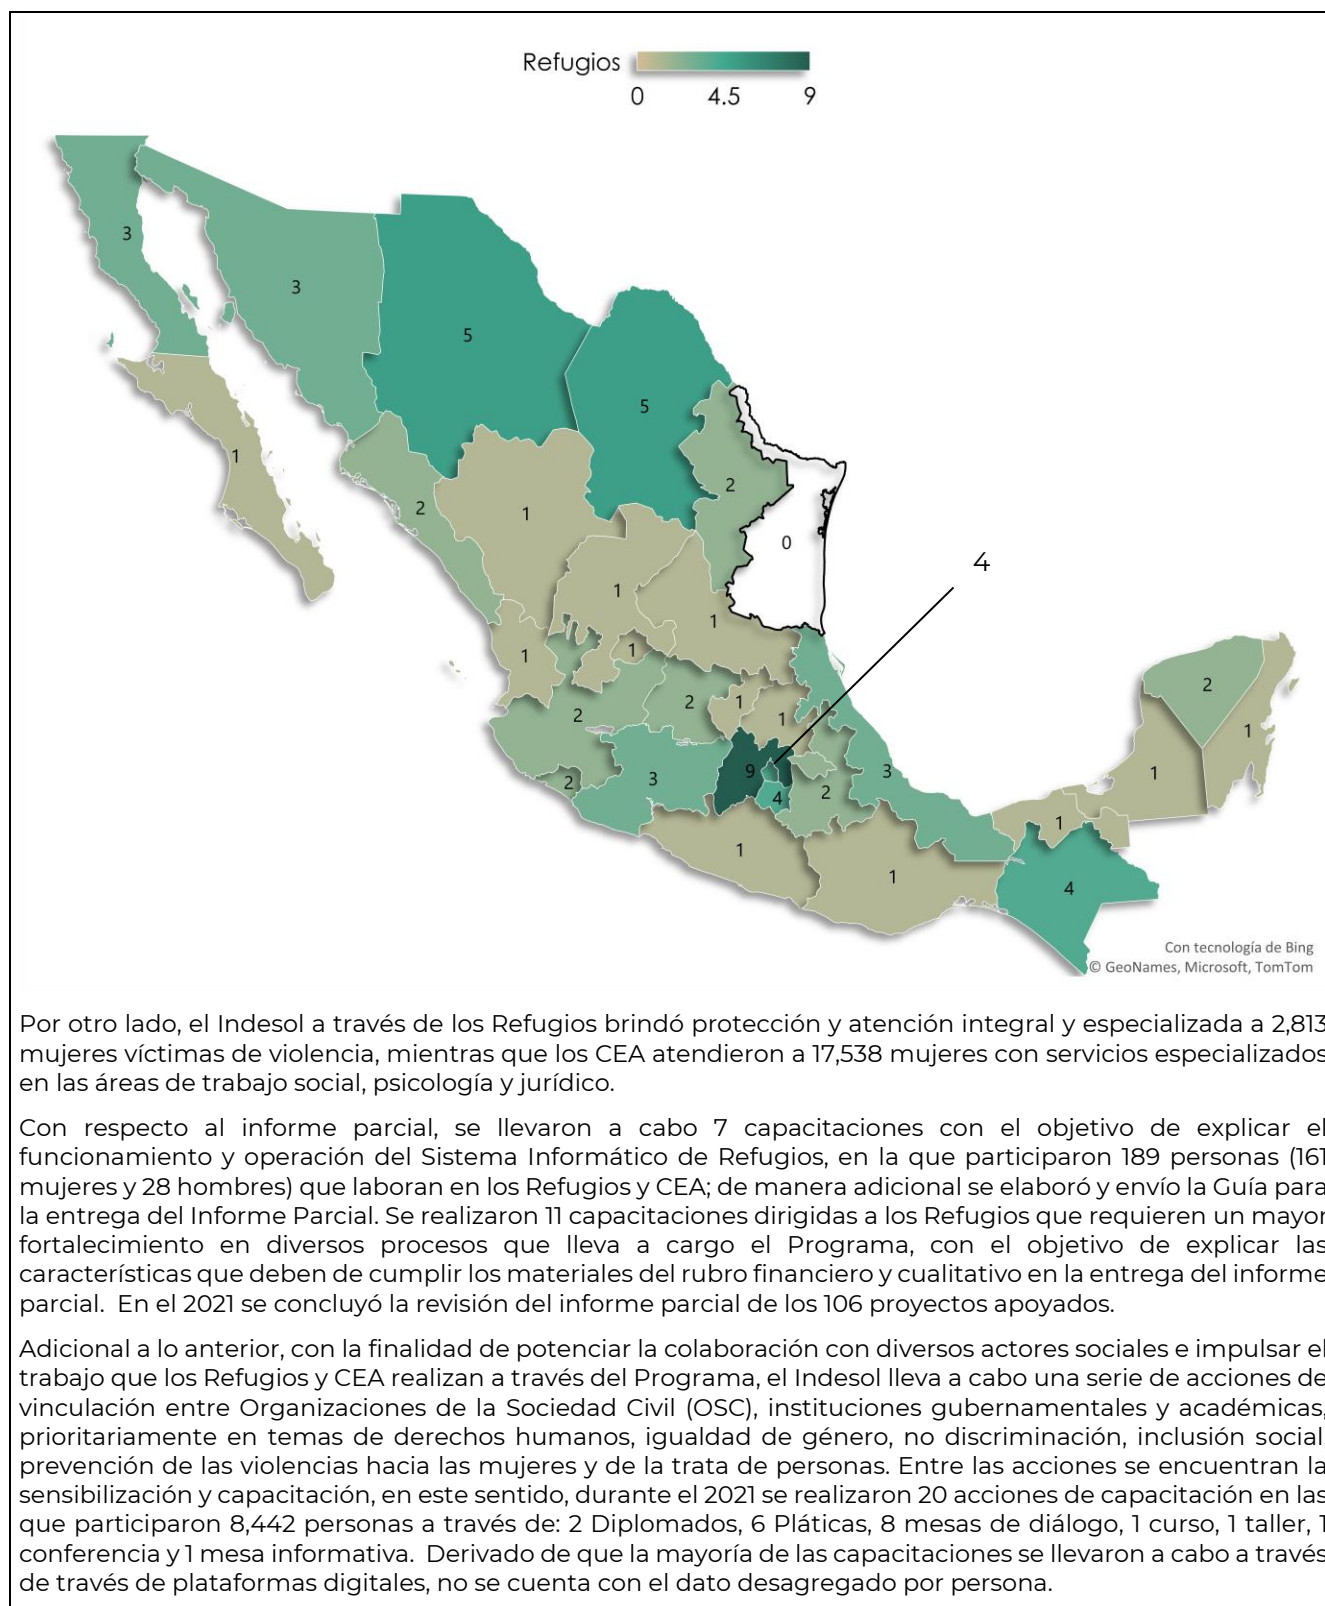 Refugios
0 4.5 9
3
3
5
5
2
0
1
2
1
1
1
4
1
1
2
2
1
1
2
2
3
9
4
2
3
1
1
2
1
1
1
4
Con tecnología de Bing
© GeoNames, Microsoft, TomTom
Por otro lado, el Indesol a través de los Refugios brindó protección y atención integral y especializada a 2,813
mujeres víctimas de violencia, mientras que los CEA atendieron a 17,538 mujeres con servicios especializados
en las áreas de trabajo social, psicología y jurídico.
Con respecto al informe parcial, se llevaron a cabo 7 capacitaciones con el objetivo de explicar el
funcionamiento y operación del Sistema Informático de Refugios, en la que participaron 189 personas (161
mujeres y 28 hombres) que laboran en los Refugios y CEA; de manera adicional se elaboró y envío la Guía para
la entrega del Informe Parcial. Se realizaron 11 capacitaciones dirigidas a los Refugios que requieren un mayor
fortalecimiento en diversos procesos que lleva a cargo el Programa, con el objetivo de explicar las
características que deben de cumplir los materiales del rubro financiero y cualitativo en la entrega del informe
parcial. En el 2021 se concluyó la revisión del informe parcial de los 106 proyectos apoyados.
Adicional a lo anterior, con la finalidad de potenciar la colaboración con diversos actores sociales e impulsar el
trabajo que los Refugios y CEA realizan a través del Programa, el Indesol lleva a cabo una serie de acciones de
vinculación entre Organizaciones de la Sociedad Civil (OSC), instituciones gubernamentales y académicas,
prioritariamente en temas de derechos humanos, igualdad de género, no discriminación, inclusión social,
prevención de las violencias hacia las mujeres y de la trata de personas. Entre las acciones se encuentran la
sensibilización y capacitación, en este sentido, durante el 2021 se realizaron 20 acciones de capacitación en las
que participaron 8,442 personas a través de: 2 Diplomados, 6 Pláticas, 8 mesas de diálogo, 1 curso, 1 taller, 1
conferencia y 1 mesa informativa. Derivado de que la mayoría de las capacitaciones se llevaron a cabo a través
de través de plataformas digitales, no se cuenta con el dato desagregado por persona.